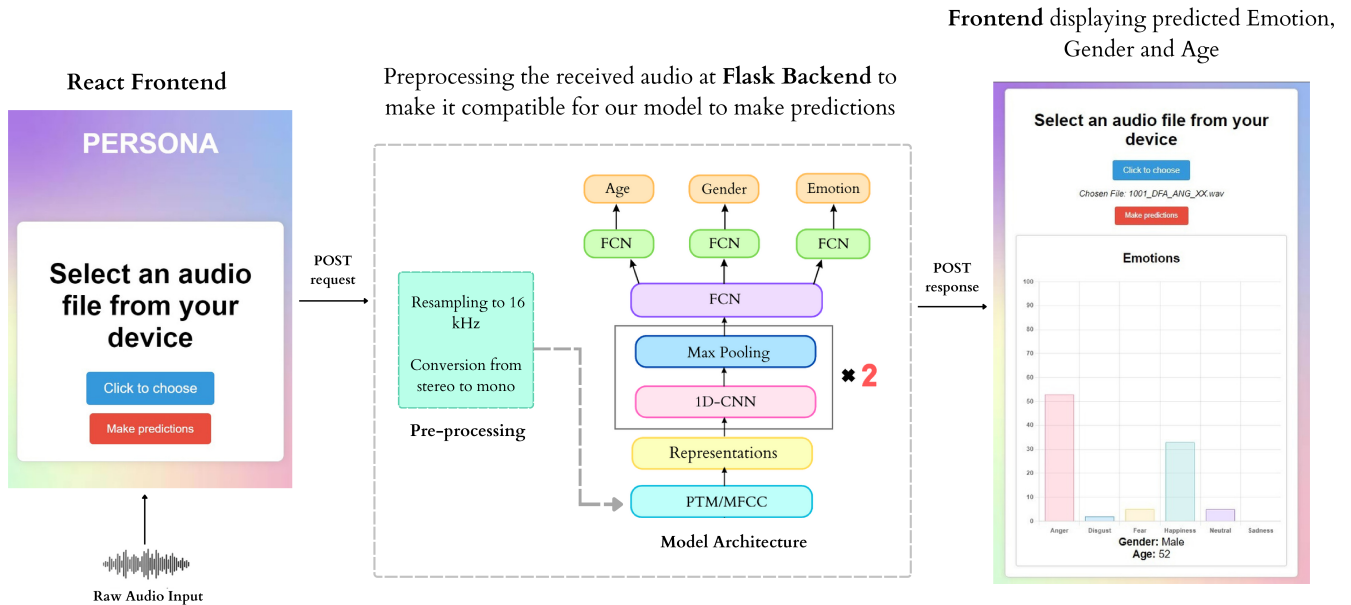 React Frontend
PERSONA
Select an audio
file from your
device
Click to choose
Make predictions
Raw Audio Input
POST
request
Preprocessing the received audio at Flask Backend to
make it compatible for our model to make predictions
Resampling to 16
kHz
Conversion from
stereo to mono
Pre-processing
Age
Gender
Emotion
FCN
FCN
FCN
FCN
Max Pooling
1D-CNN
✖ 2
Representations
PTM/MFCC
Model Architecture
POST
response
Frontend displaying predicted Emotion,
Gender and Age
Select an audio file from your
device
Click to choose
Chosen File: 1001_DFA_ANG_XX.wav
Make predictions
Emotions
100
90
80
70
60
50
40
30
20
10
0
Anger Disgust Fear Happiness Neutral Sadness
Gender: Male
Age: 52